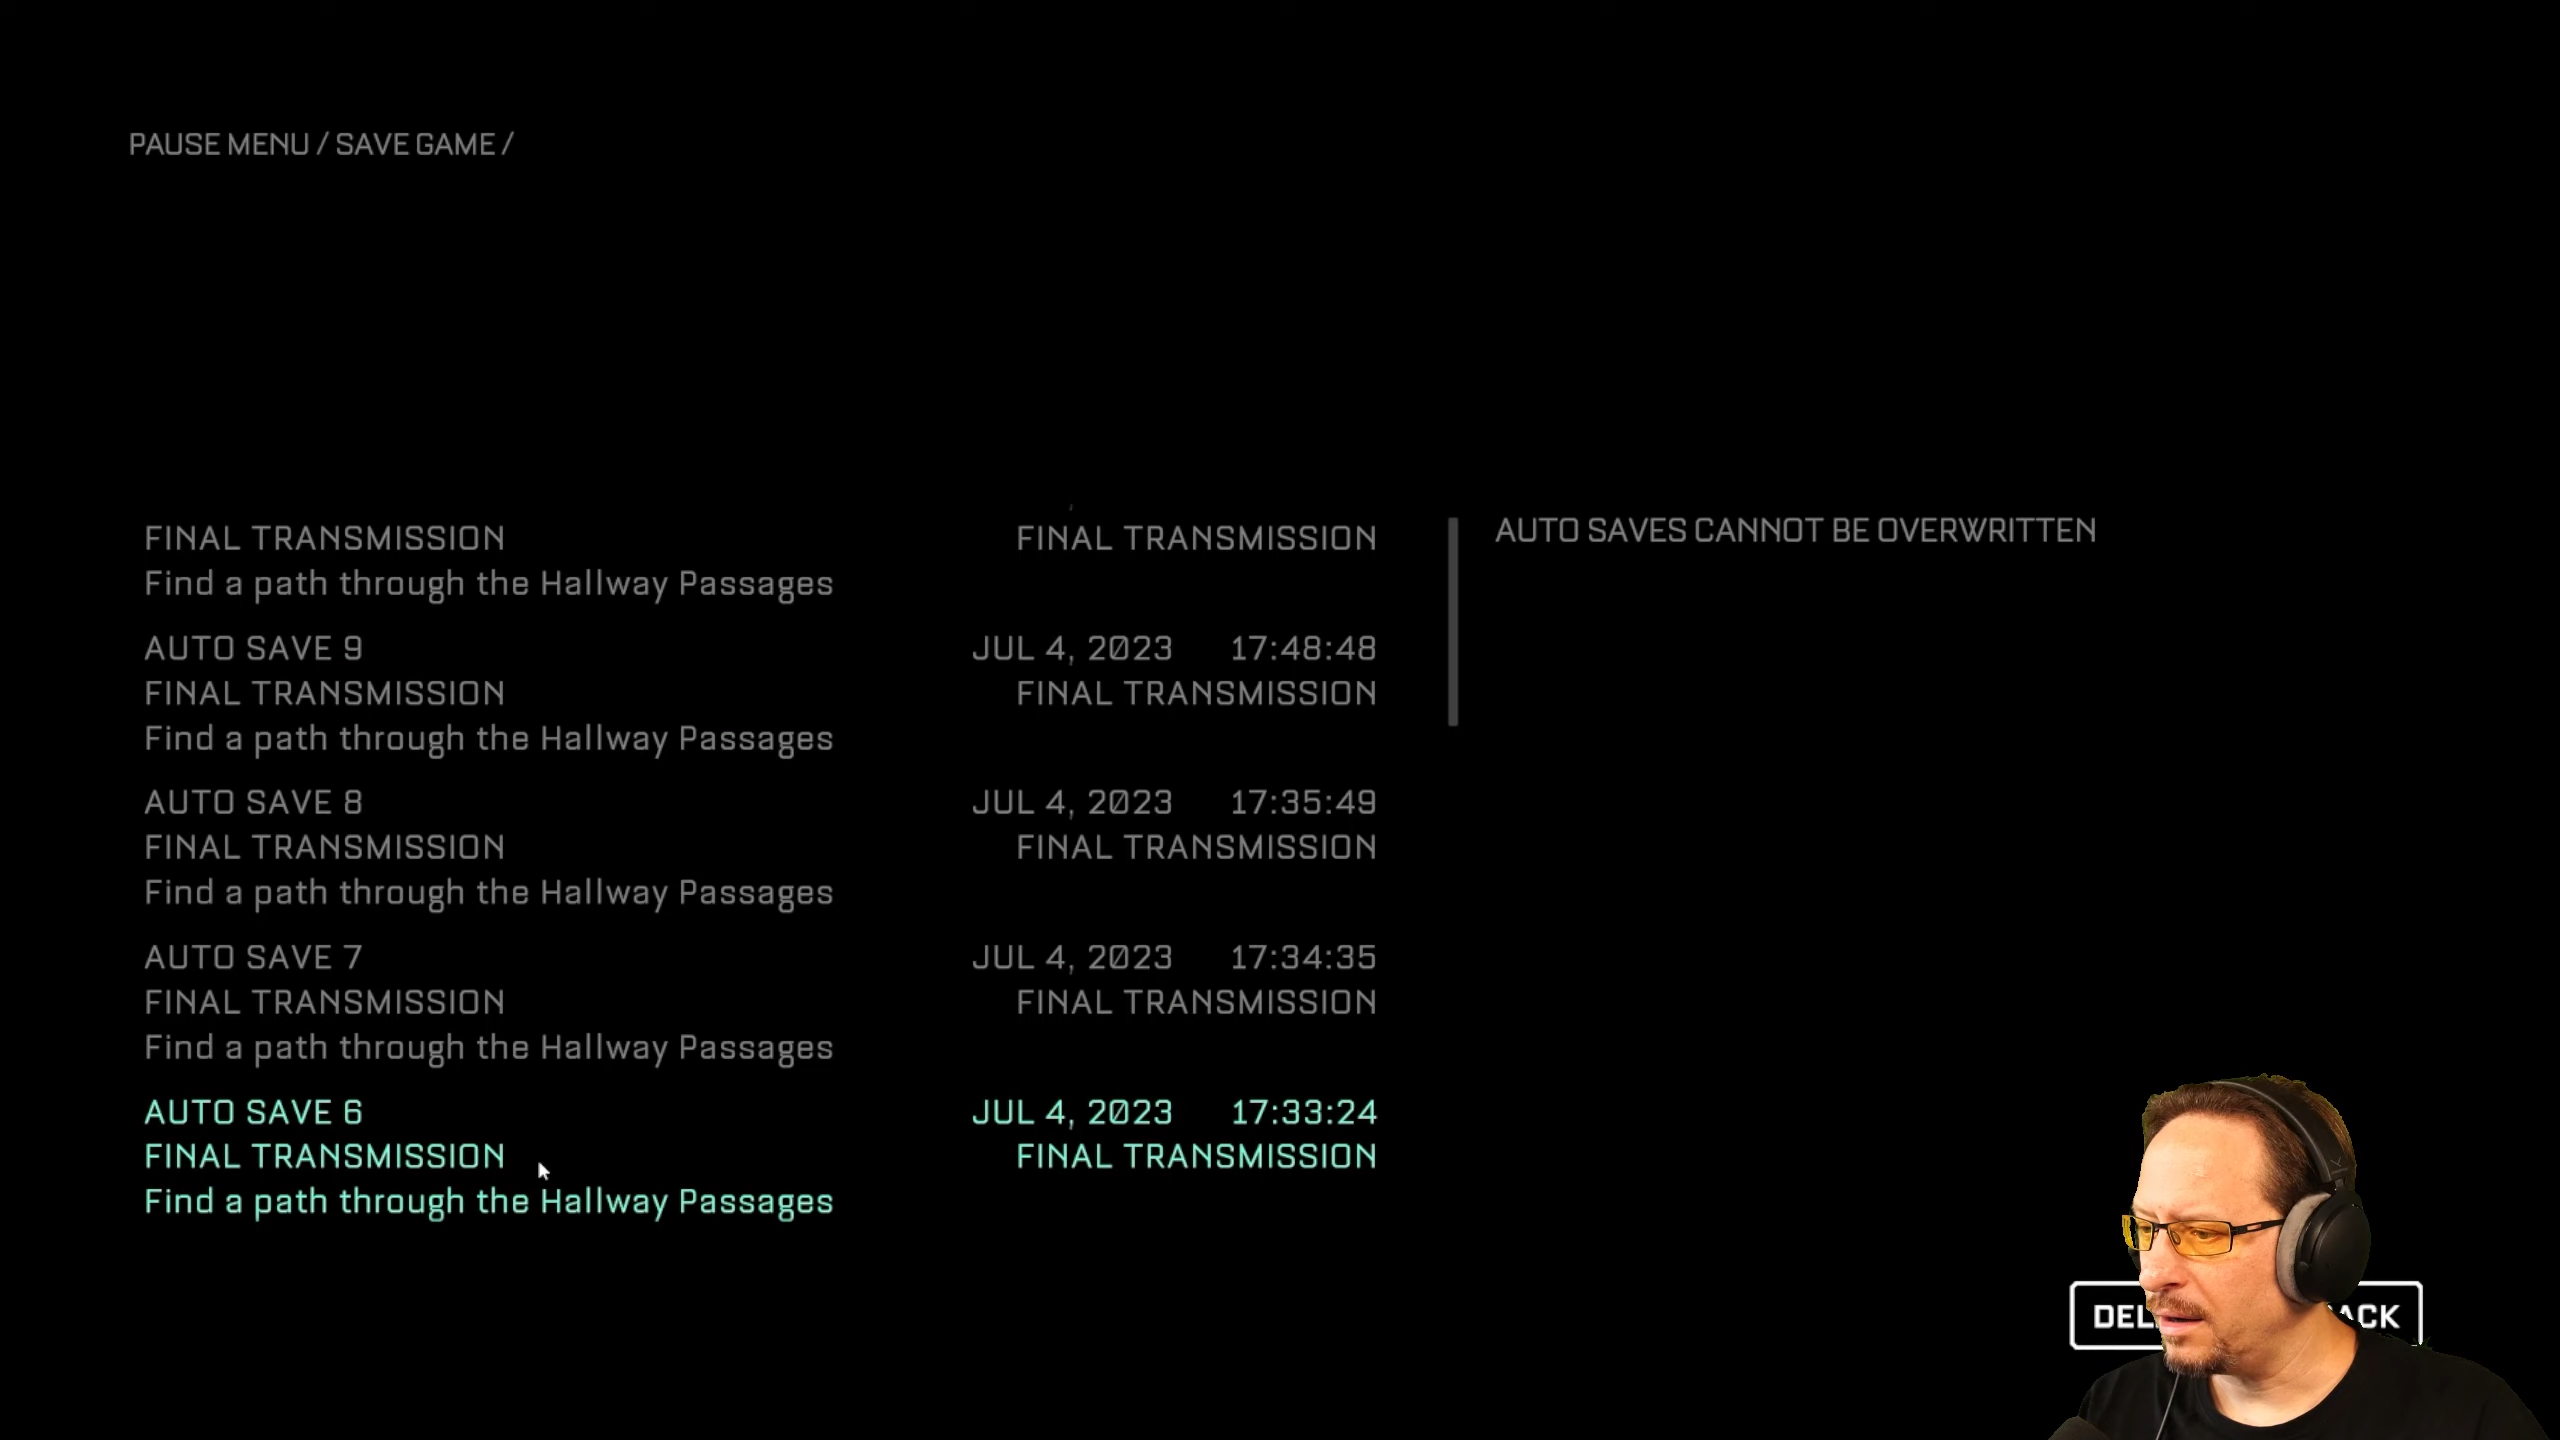 PAUSE MENU / SAVE GAME /
FINAL TRANSMISSION FINAL TRANSMISSION
Find a path through the Hallway Passages
AUTO SAVE 9 JUL 4, 2023 17:48:48
FINAL TRANSMISSION FINAL TRANSMISSION
Find a path through the Hallway Passages
AUTO SAVE 8 JUL 4, 2023 17:35:49
FINAL TRANSMISSION FINAL TRANSMISSION
Find a path through the Hallway Passages
AUTO SAVE 7 JUL 4, 2023 17:34:35
FINAL TRANSMISSION FINAL TRANSMISSION
Find a path through the Hallway Passages
AUTO SAVE 6 JUL 4, 2023 17:33:24
FINAL TRANSMISSION FINAL TRANSMISSION
Find a path through the Hallway Passages
AUTO SAVES CANNOT BE OVERWRITTEN